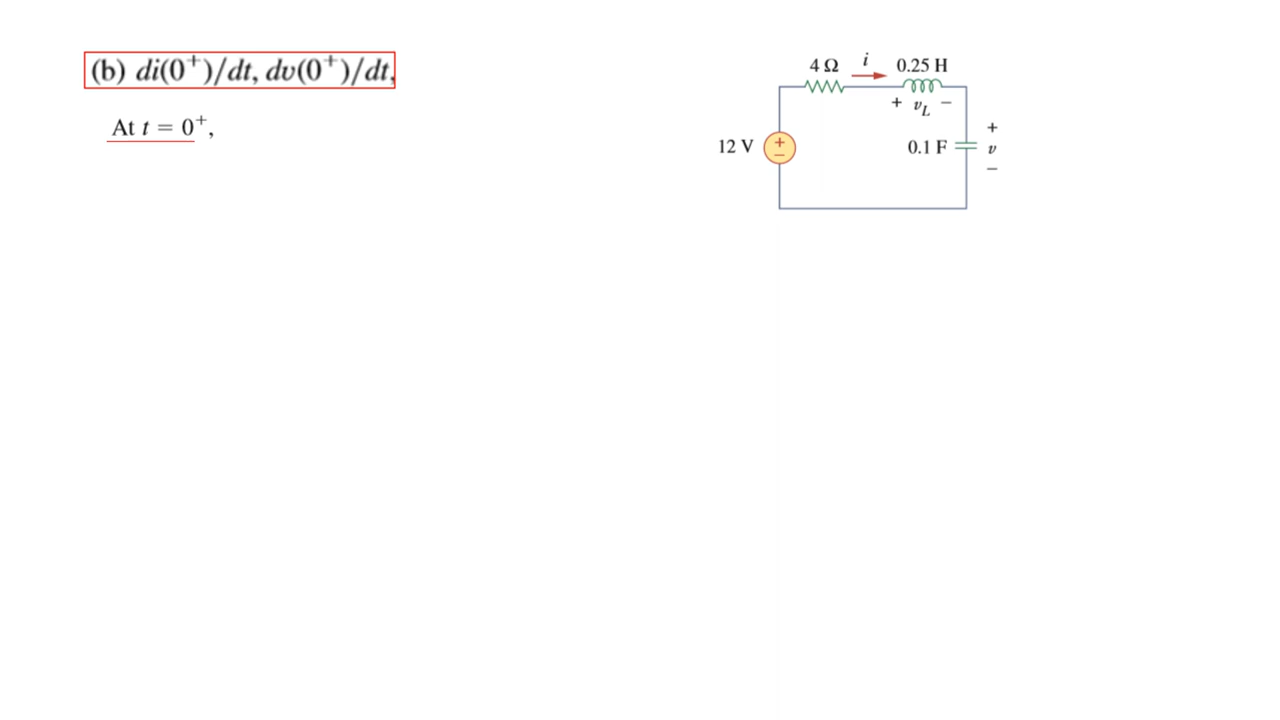 (b) di(0⁺)/dt, dv(0⁺)/dt,
At t = 0⁺,
4 Ω i 0.25 H
+ v_L −
12 V + −
0.1 F + v −